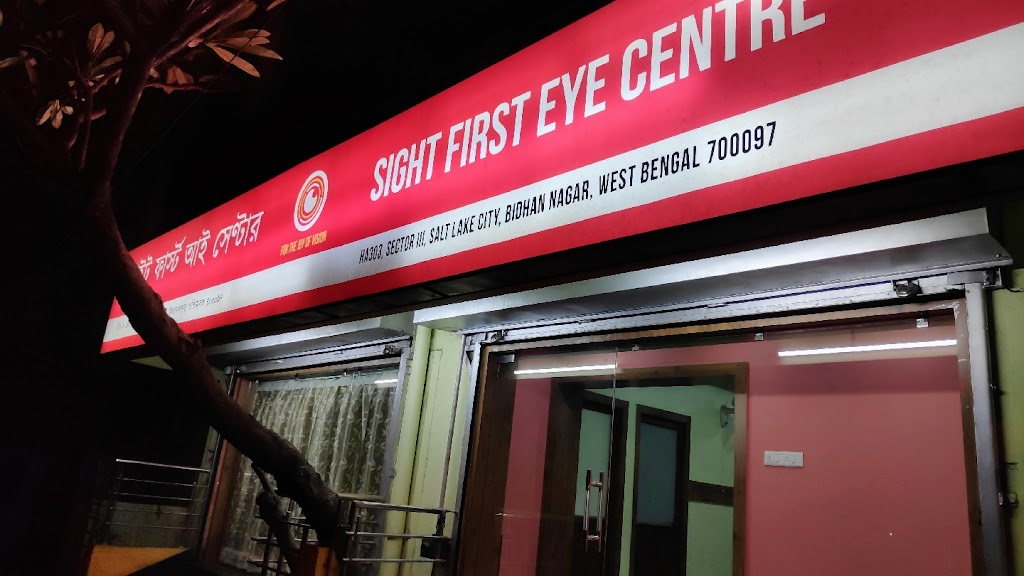 SIGHT FIRST EYE CENTRE
HA303, SECTOR III, SALT LAKE CITY, BIDHAN NAGAR, WEST BENGAL 700097
FOR THE JOY OF VISION
ফার্স্ট আই সেণ্টার